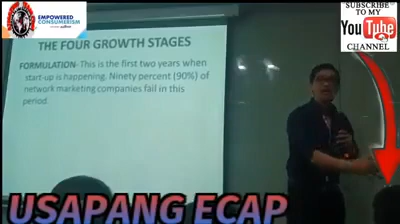 EMPOWERED
CONSUMERISM
SUBSCRIBE
TO MY
YouTube
CHANNEL
THE FOUR GROWTH STAGES
FORMULATION- This is the first two years when
start-up is happening. Ninety percent (90%) of
network marketing companies fail in this
period.
USAPANG ECAP